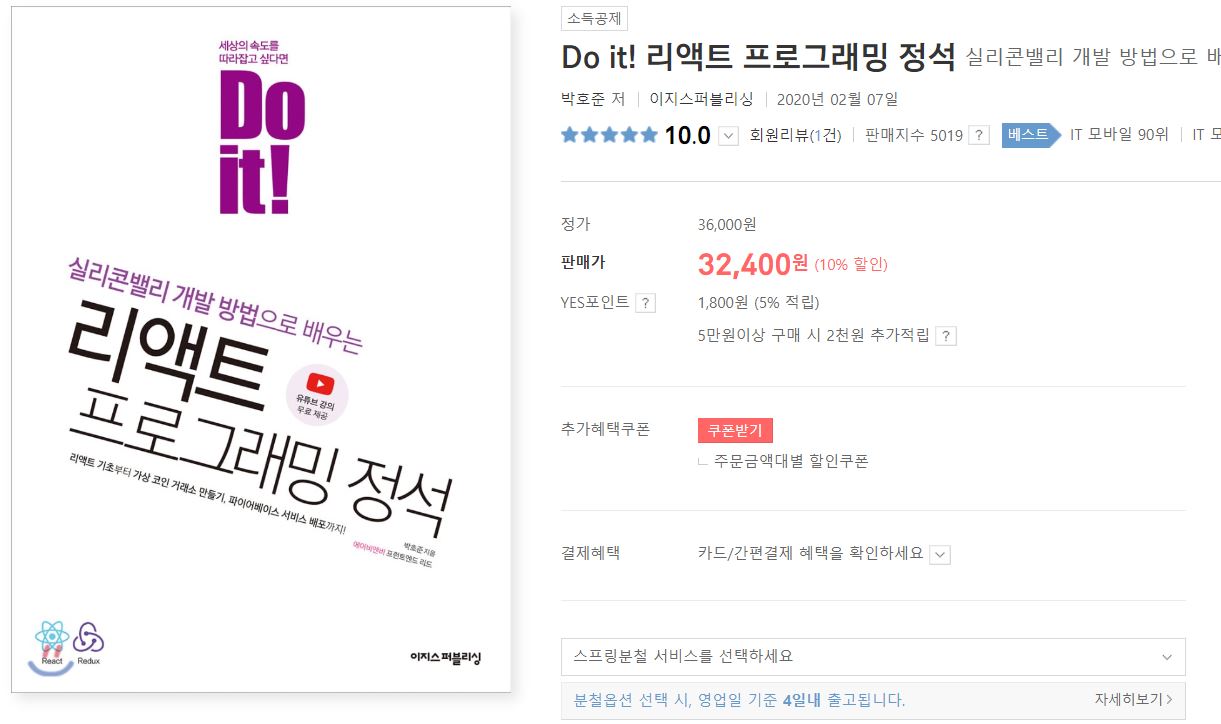 세상의 속도를
따라잡고 싶다면
Do
it!
실리콘밸리 개발 방법으로 배우는
리액트
유튜브 강의
무료 제공
프로그래밍 정석
리액트 기초부터 가상 코인 거래소 만들기, 파이어베이스 서비스 배포까지!
박호준 지음
에어비앤비 프런트엔드 리드
React Redux
이지스퍼블리싱
소득공제
Do it! 리액트 프로그래밍 정석 실리콘밸리 개발 방법으로 배
박호준 저 이지스퍼블리싱 2020년 02월 07일
10.0 회원리뷰(1건) 판매지수 5019 ? 베스트 IT 모바일 90위 IT 모
정가 36,000원
판매가 32,400원 (10% 할인)
YES포인트 ? 1,800원 (5% 적립)
5만원이상 구매 시 2천원 추가적립 ?
추가혜택쿠폰 쿠폰받기
주문금액대별 할인쿠폰
결제혜택 카드/간편결제 혜택을 확인하세요
스프링분철 서비스를 선택하세요
분철옵션 선택 시, 영업일 기준 4일내 출고됩니다. 자세히보기